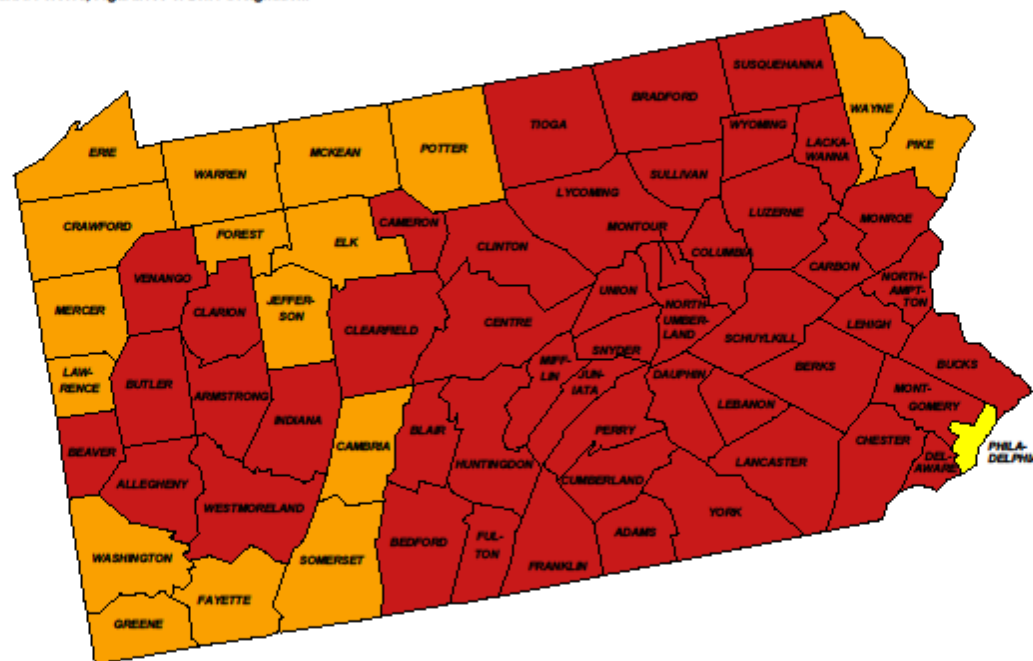 SUSQUEHANNA
BRADFORD
TIOGA
WAYNE
WYOMING
LACKA-
WANNA
PIKE
ERIE
WARREN
MCKEAN
POTTER
SULLIVAN
LYCOMING
CRAWFORD
FOREST
ELK
CAMERON
CLINTON
MONTOUR
COLUMBIA
LUZERNE
MONROE
VENANGO
CLARION
JEFFER-
SON
CLEARFIELD
CENTRE
UNION
NORTH
UMBER-
LAND
CARBON
NORTH-
AMPT-
TON
MERCER
LAW-
RENCE
BUTLER
ARMSTRONG
INDIANA
SNYDER
MIFF-
LIN
JUN-
IATA
DAUPHIN
SCHUYLKILL
LEHIGH
BERKS
BUCKS
BEAVER
ALLEGHENY
WESTMORELAND
CAMBRIA
BLAIR
HUNTINGDON
PERRY
CUMBERLAND
LEBANON
LANCASTER
CHESTER
MONT-
GOMERY
DEL-
AWARE
PHILA-
DELPHI
WASHINGTON
GREENE
FAYETTE
SOMERSET
BEDFORD
FUL-
TON
FRANKLIN
ADAMS
YORK